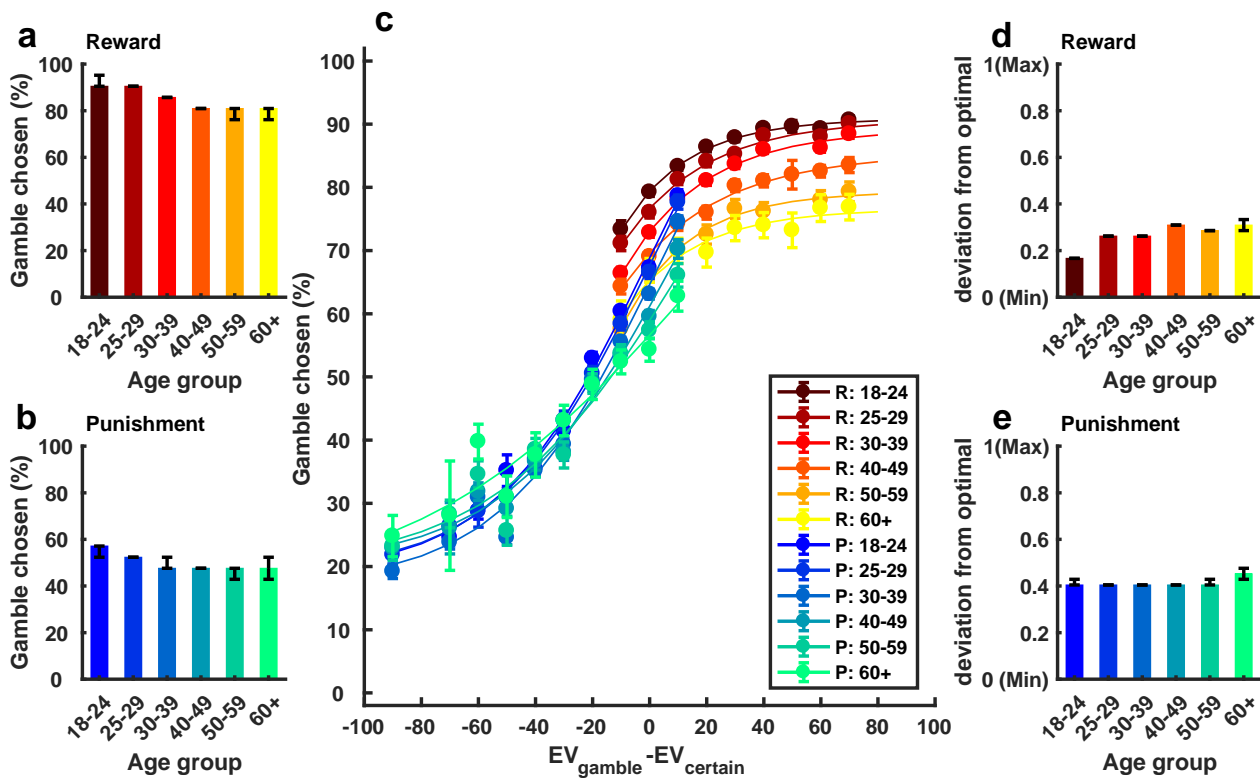 a
Reward
Gamble chosen (%)
100
80
60
40
20
0
18-24
25-29
30-39
40-49
50-59
60+
Age group
b
Punishment
Gamble chosen (%)
100
80
60
40
20
0
18-24
25-29
30-39
40-49
50-59
60+
Age group
c
Gamble chosen (%)
100
90
80
70
60
50
40
30
20
10
0
-100
-80
-60
-40
-20
0
20
40
60
80
100
EVgamble-EVcertain
R: 18-24
R: 25-29
R: 30-39
R: 40-49
R: 50-59
R: 60+
P: 18-24
P: 25-29
P: 30-39
P: 40-49
P: 50-59
P: 60+
d
Reward
deviation from optimal
1(Max)
0.8
0.6
0.4
0.2
0 (Min)
18-24
25-29
30-39
40-49
50-59
60+
Age group
e
Punishment
deviation from optimal
1(Max)
0.8
0.6
0.4
0.2
0 (Min)
18-24
25-29
30-39
40-49
50-59
60+
Age group